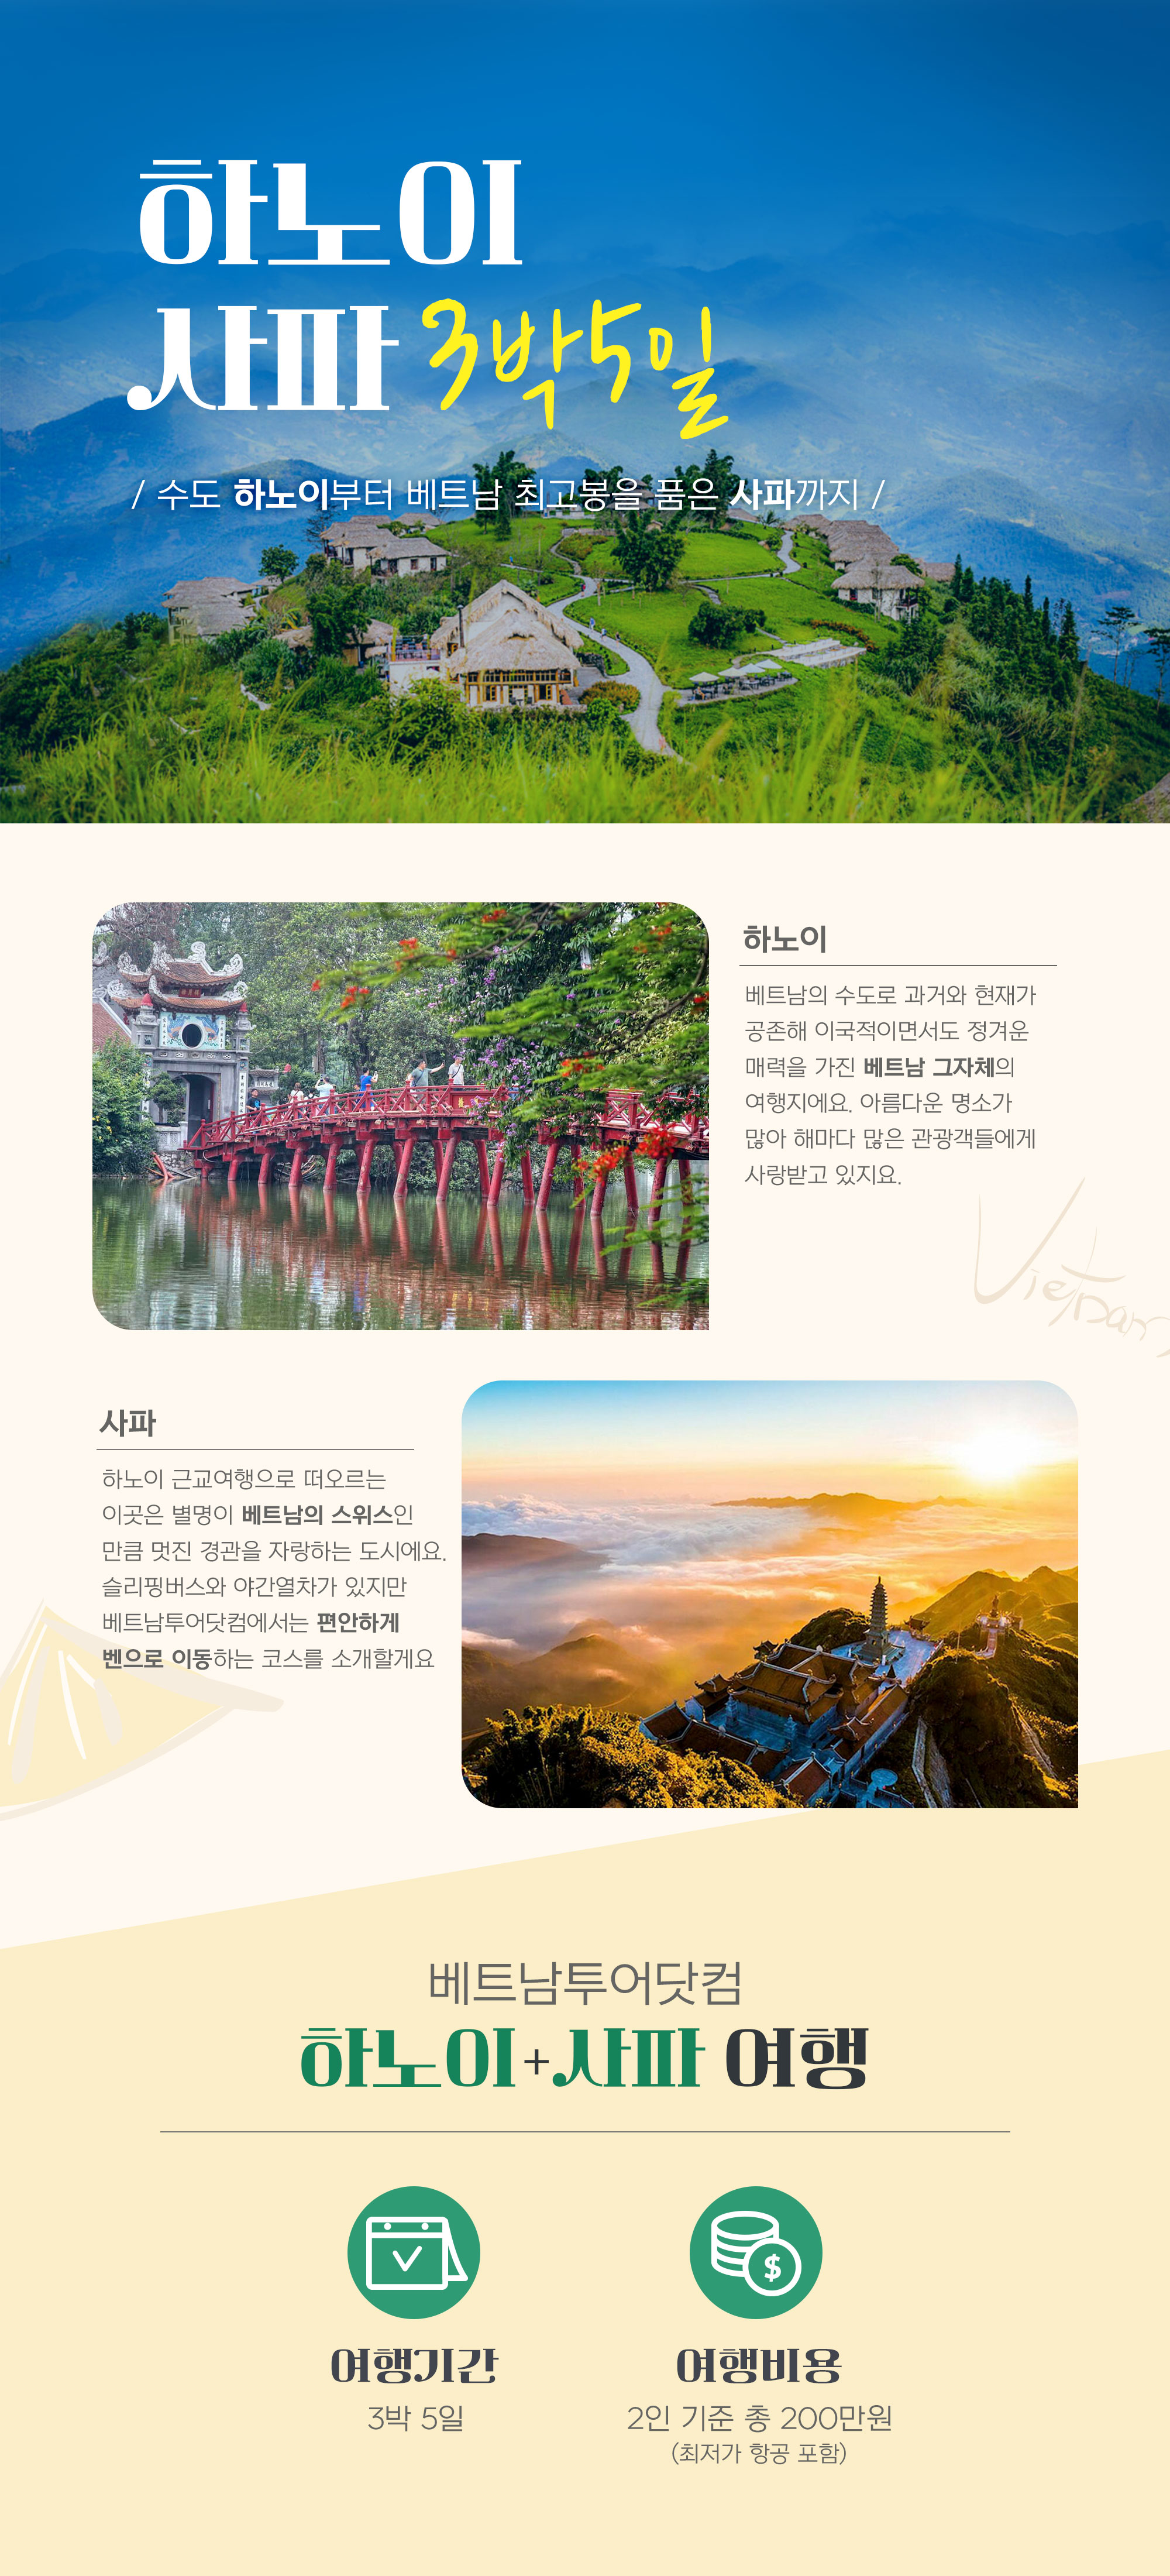 하노이
사파 3박5일
/ 수도 하노이부터 베트남 최고봉을 품은 사파까지 /
하노이
베트남의 수도로 과거와 현재가
공존해 이국적이면서도 정겨운
매력을 가진 베트남 그자체의
여행지에요. 아름다운 명소가
많아 해마다 많은 관광객들에게
사랑받고 있지요.
Vietnam
사파
하노이 근교여행으로 떠오르는
이곳은 별명이 베트남의 스위스인
만큼 멋진 경관을 자랑하는 도시에요.
슬리핑버스와 야간열차가 있지만
베트남투어닷컴에서는 편안하게
벤으로 이동하는 코스를 소개할게요
베트남투어닷컴
하노이+사파 여행
$
여행기간
3박 5일
여행비용
2인 기준 총 200만원
(최저가 항공 포함)